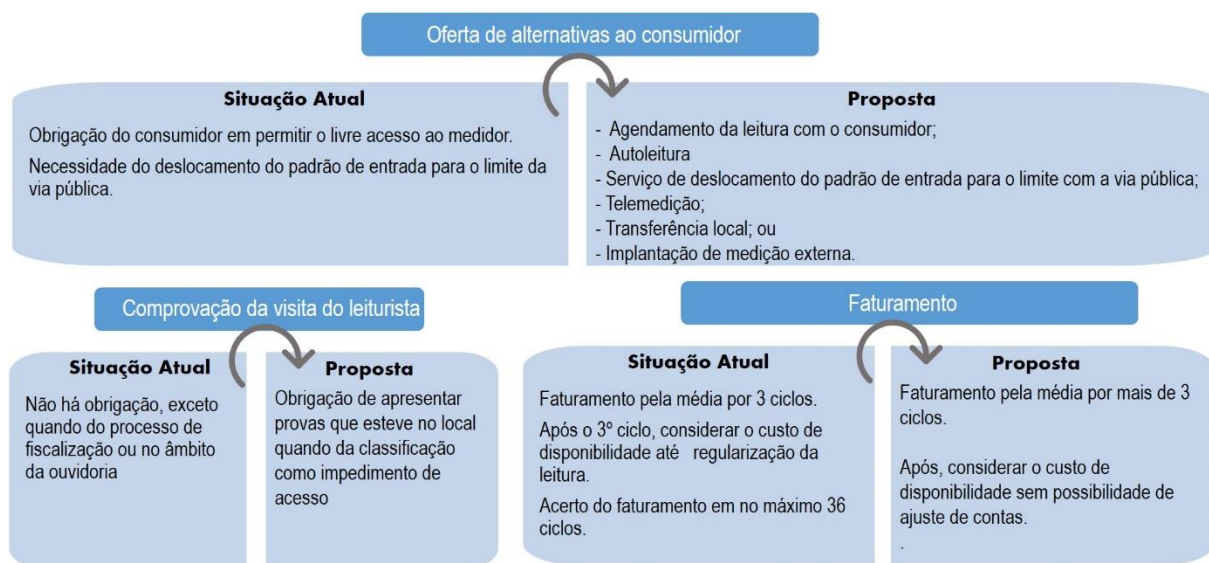 Oferta de alternativas ao consumidor
Situação Atual
Obrigação do consumidor em permitir o livre acesso ao medidor.
Necessidade do deslocamento do padrão de entrada para o limite da
via pública.
Proposta
- Agendamento da leitura com o consumidor;
- Autoleitura
- Serviço de deslocamento do padrão de entrada para o limite com a via pública;
- Telemedição;
- Transferência local; ou
- Implantação de medição externa.
Comprovação da visita do leiturista
Situação Atual
Não há obrigação, exceto
quando do processo de
fiscalização ou no âmbito
da ouvidoria
Proposta
Obrigação de apresentar
provas que esteve no local
quando da classificação
como impedimento de
acesso
Faturamento
Situação Atual
Faturamento pela média por 3 ciclos.
Após o 3º ciclo, considerar o custo de
disponibilidade até regularização da
leitura.
Acerto do faturamento em no máximo 36
ciclos.
Proposta
Faturamento pela média por mais de 3
ciclos.
Após, considerar o custo de
disponibilidade sem possibilidade de
ajuste de contas.
.